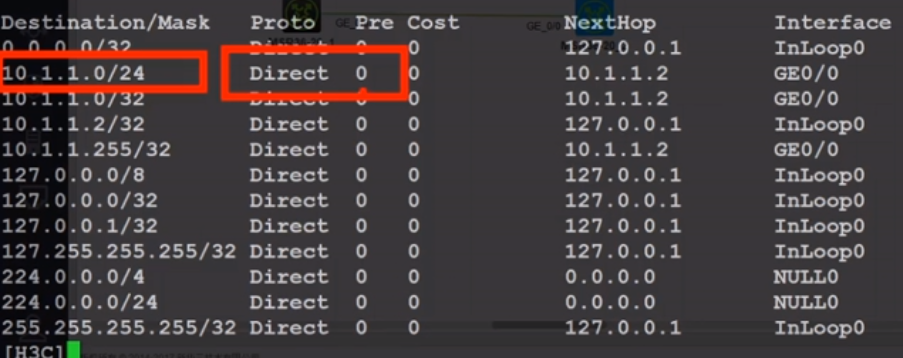 Destination/Mask Proto Pre Cost NextHop Interface
0.0.0.0/32 Direct 0 0 127.0.0.1 InLoop0
10.1.1.0/24 Direct 0 0 10.1.1.2 GE0/0
10.1.1.0/32 Direct 0 0 10.1.1.2 GE0/0
10.1.1.2/32 Direct 0 0 127.0.0.1 InLoop0
10.1.1.255/32 Direct 0 0 10.1.1.2 GE0/0
127.0.0.0/8 Direct 0 0 127.0.0.1 InLoop0
127.0.0.0/32 Direct 0 0 127.0.0.1 InLoop0
127.0.0.1/32 Direct 0 0 127.0.0.1 InLoop0
127.255.255.255/32 Direct 0 0 127.0.0.1 InLoop0
224.0.0.0/4 Direct 0 0 0.0.0.0 NULL0
224.0.0.0/24 Direct 0 0 0.0.0.0 NULL0
255.255.255.255/32 Direct 0 0 127.0.0.1 InLoop0
[H3C]